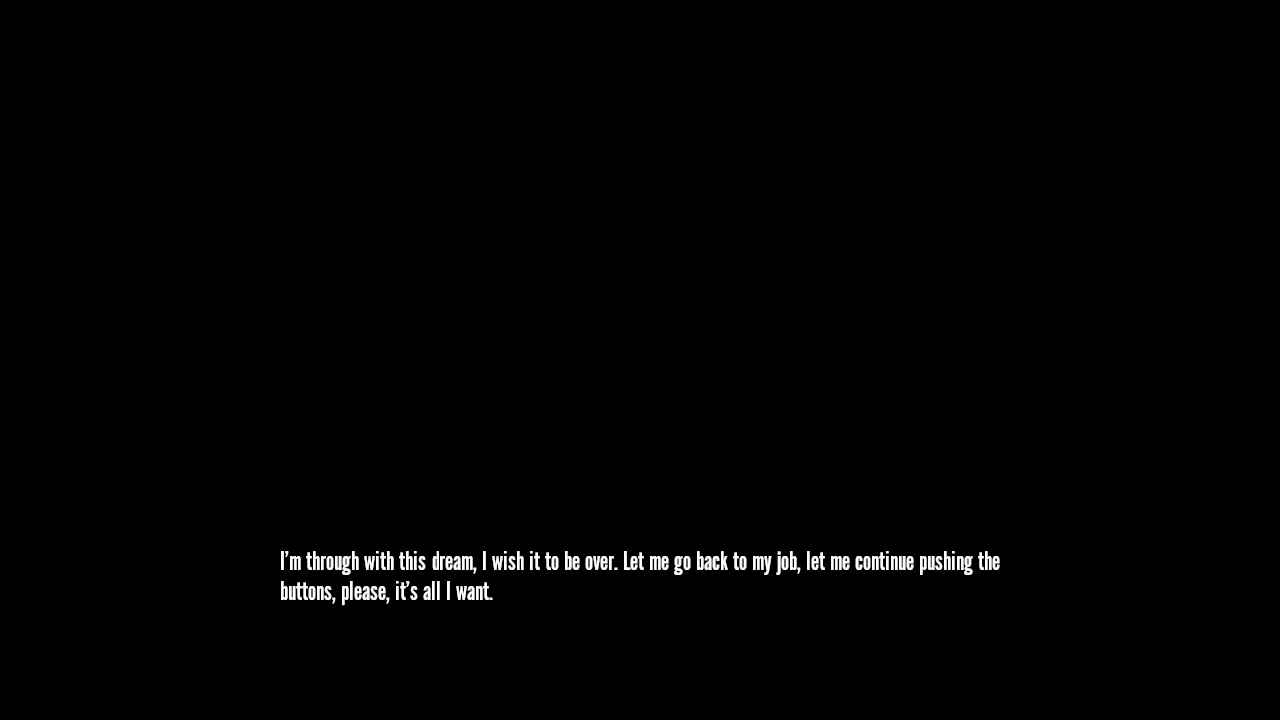 I'm through with this dream, I wish it to be over. Let me go back to my job, let me continue pushing the
buttons, please, it's all I want.